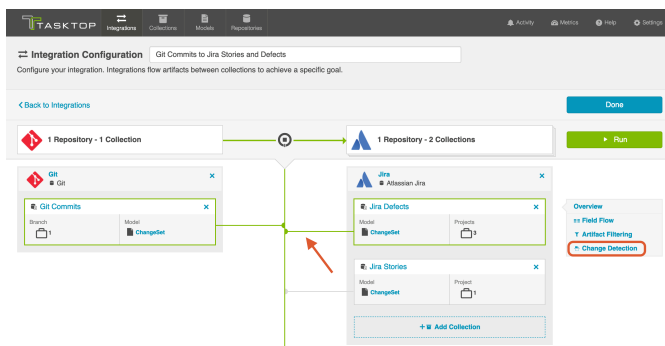 TASKTOP
Integrations
Collections
Models
Repositories
Activity
Metrics
Help
Settings
Integration Configuration
Git Commits to Jira Stories and Defects
Configure your integration. Integrations flow artifacts between collections to achieve a specific goal.
Back to Integrations
Done
1 Repository - 1 Collection
1 Repository - 2 Collections
Run
Git
Git
Git Commits
Branch
1
Model
ChangeSet
Jira
Atlassian Jira
Jira Defects
Model
ChangeSet
Projects
3
Jira Stories
Model
ChangeSet
Project
1
+ Add Collection
Overview
Field Flow
Artifact Filtering
Change Detection